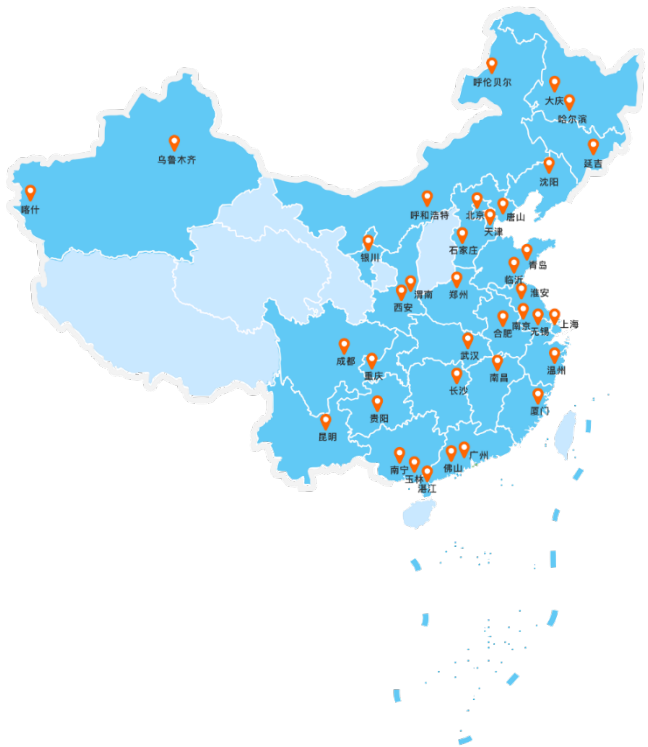 呼伦贝尔
大庆
哈尔滨
乌鲁木齐
延吉
沈阳
喀什
呼和浩特
北京
唐山
天津
石家庄
银川
青岛
临沂
渭南
郑州
淮安
西安
合肥
南京
无锡
上海
武汉
成都
重庆
南昌
温州
长沙
贵阳
厦门
昆明
南宁
玉林
湛江
佛山
广州